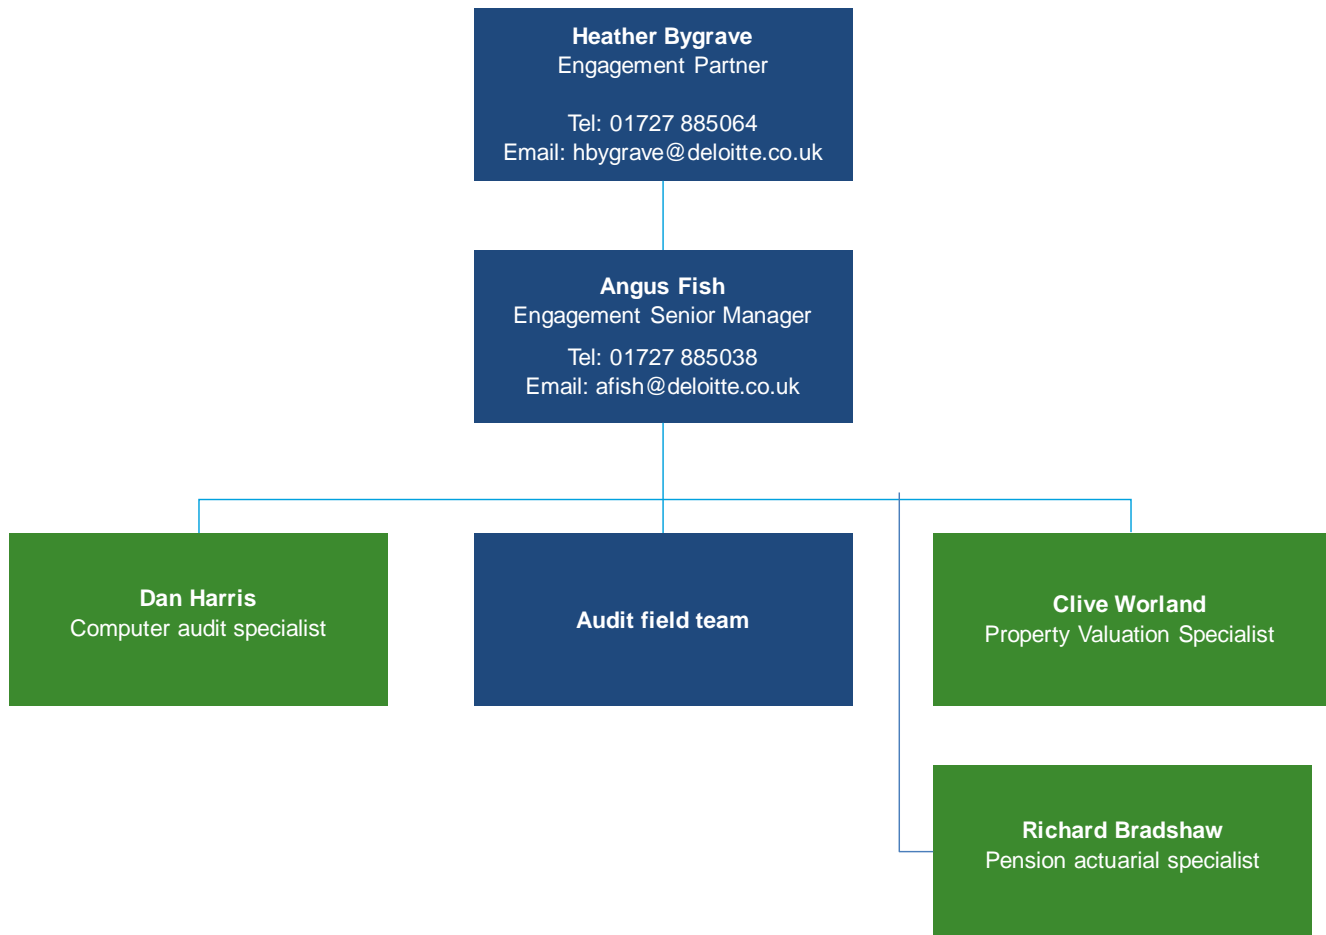 Heather Bygrave
Engagement Partner
Tel: 01727 885064
Email: hbygrave@deloitte.co.uk
Angus Fish
Engagement Senior Manager
Tel: 01727 885038
Email: afish@deloitte.co.uk
Dan Harris
Computer audit specialist
Audit field team
Clive Worland
Property Valuation Specialist
Richard Bradshaw
Pension actuarial specialist